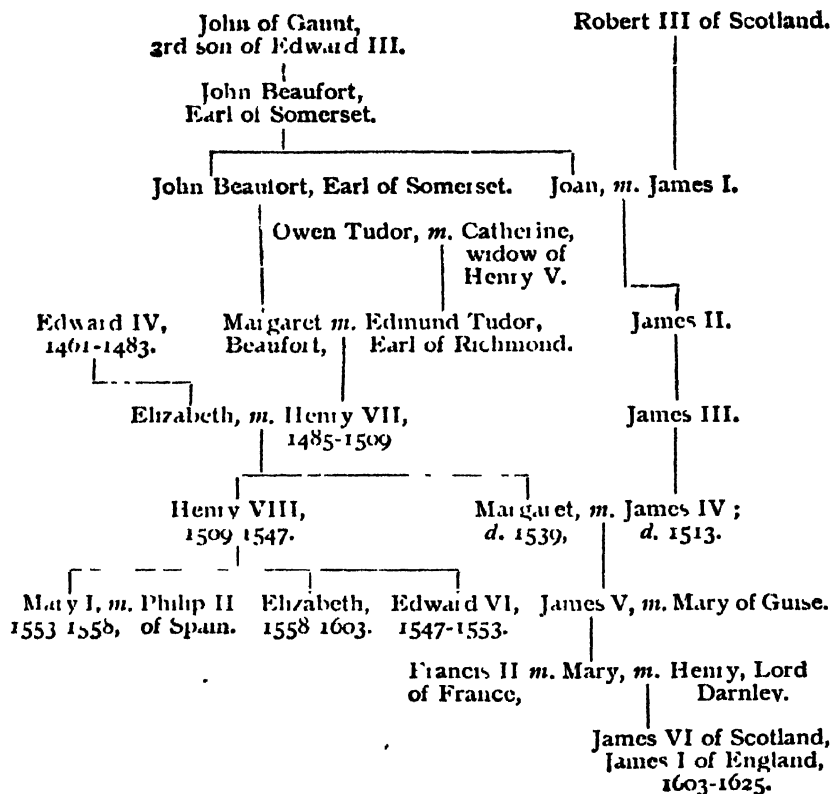 John of Gaunt, Robert III of Scotland.
3rd son of Edward III.
John Beaufort,
Earl of Somerset.
John Beaufort, Earl of Somerset. Joan, m. James I.
Owen Tudor, m. Catherine,
widow of
Henry V.
Edward IV, Margaret m. Edmund Tudor, James II.
1461-1483. Beaufort, Earl of Richmond.
Elizabeth, m. Henry VII, James III.
1485-1509
Henry VIII, Margaret, m. James IV ;
1509 1547. d. 1539, d. 1513.
Mary I, m. Philip II Elizabeth, Edward VI, James V, m. Mary of Guise.
1553 1558, of Spain. 1558 1603. 1547-1553.
Francis II m. Mary, m. Henry, Lord
of France, Darnley.
James VI of Scotland,
James I of England,
1603-1625.